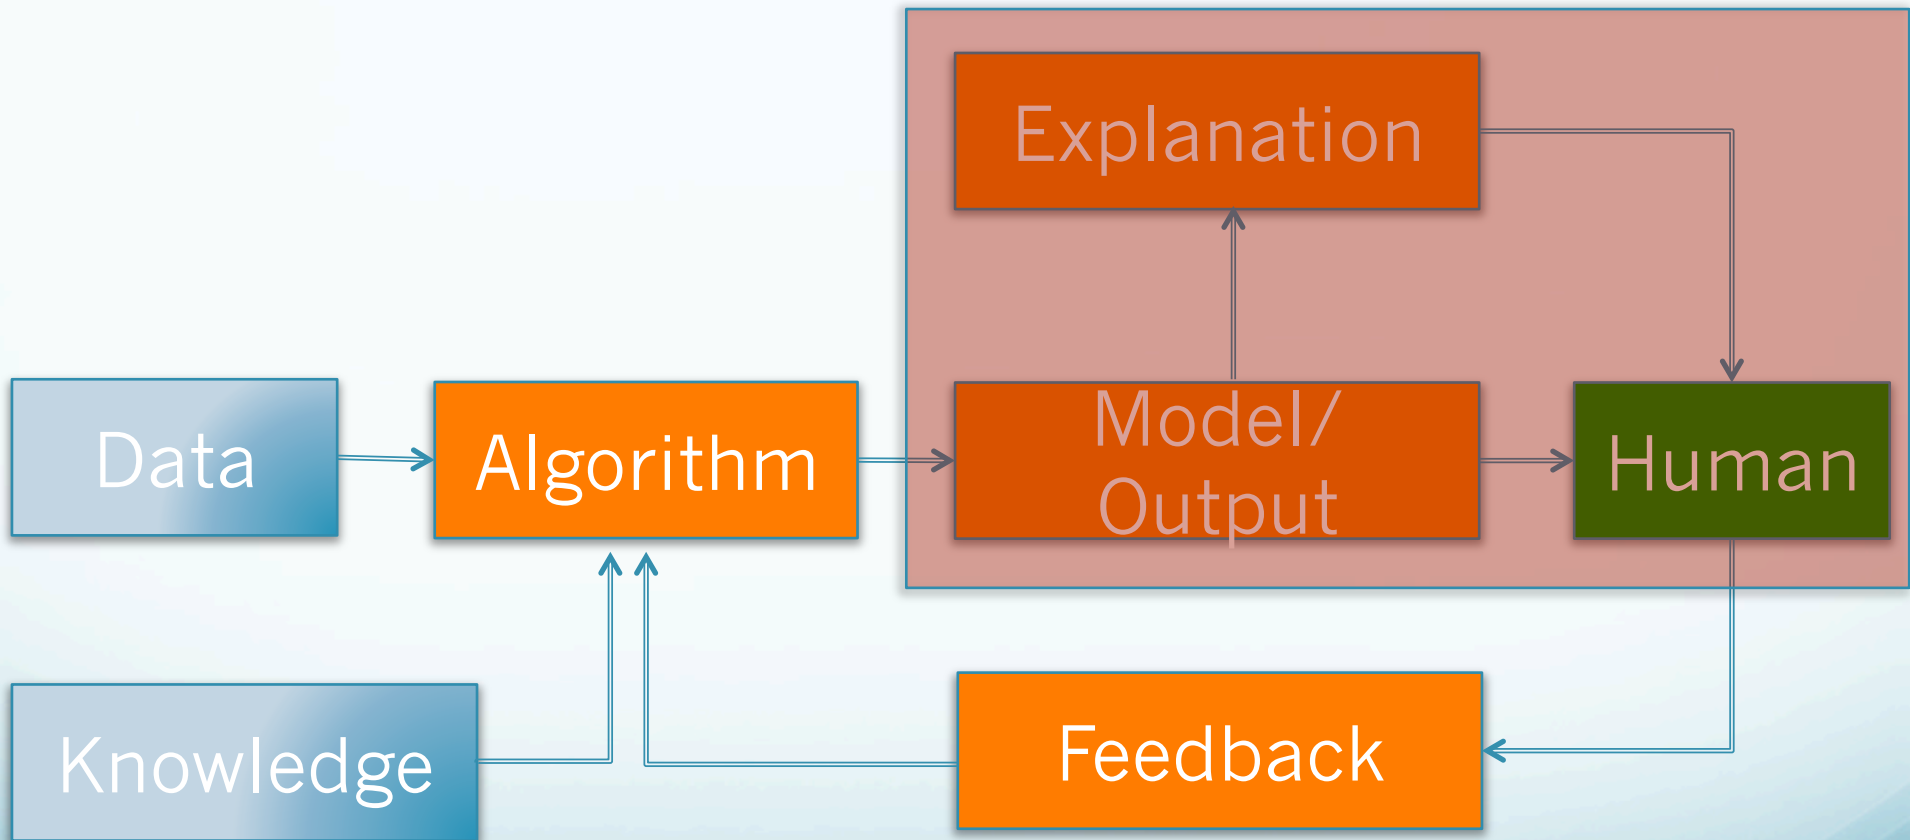 Explanation
Data
Algorithm
Model/
Output
Human
Knowledge
Feedback